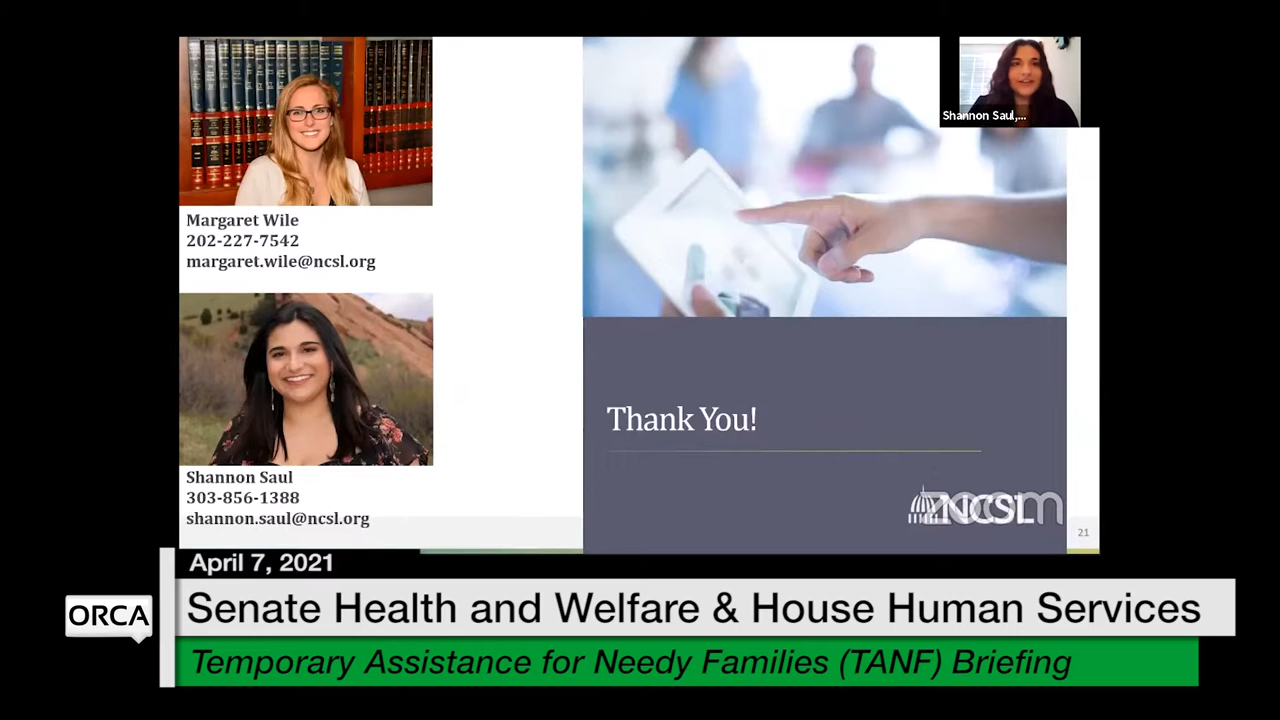 Margaret Wile
202-227-7542
margaret.wile@ncsl.org
Shannon Saul
303-856-1388
shannon.saul@ncsl.org
Shannon Saul,...
Thank You!
NCSL
zoom
21
April 7, 2021
ORCA
Senate Health and Welfare & House Human Services
Temporary Assistance for Needy Families (TANF) Briefing